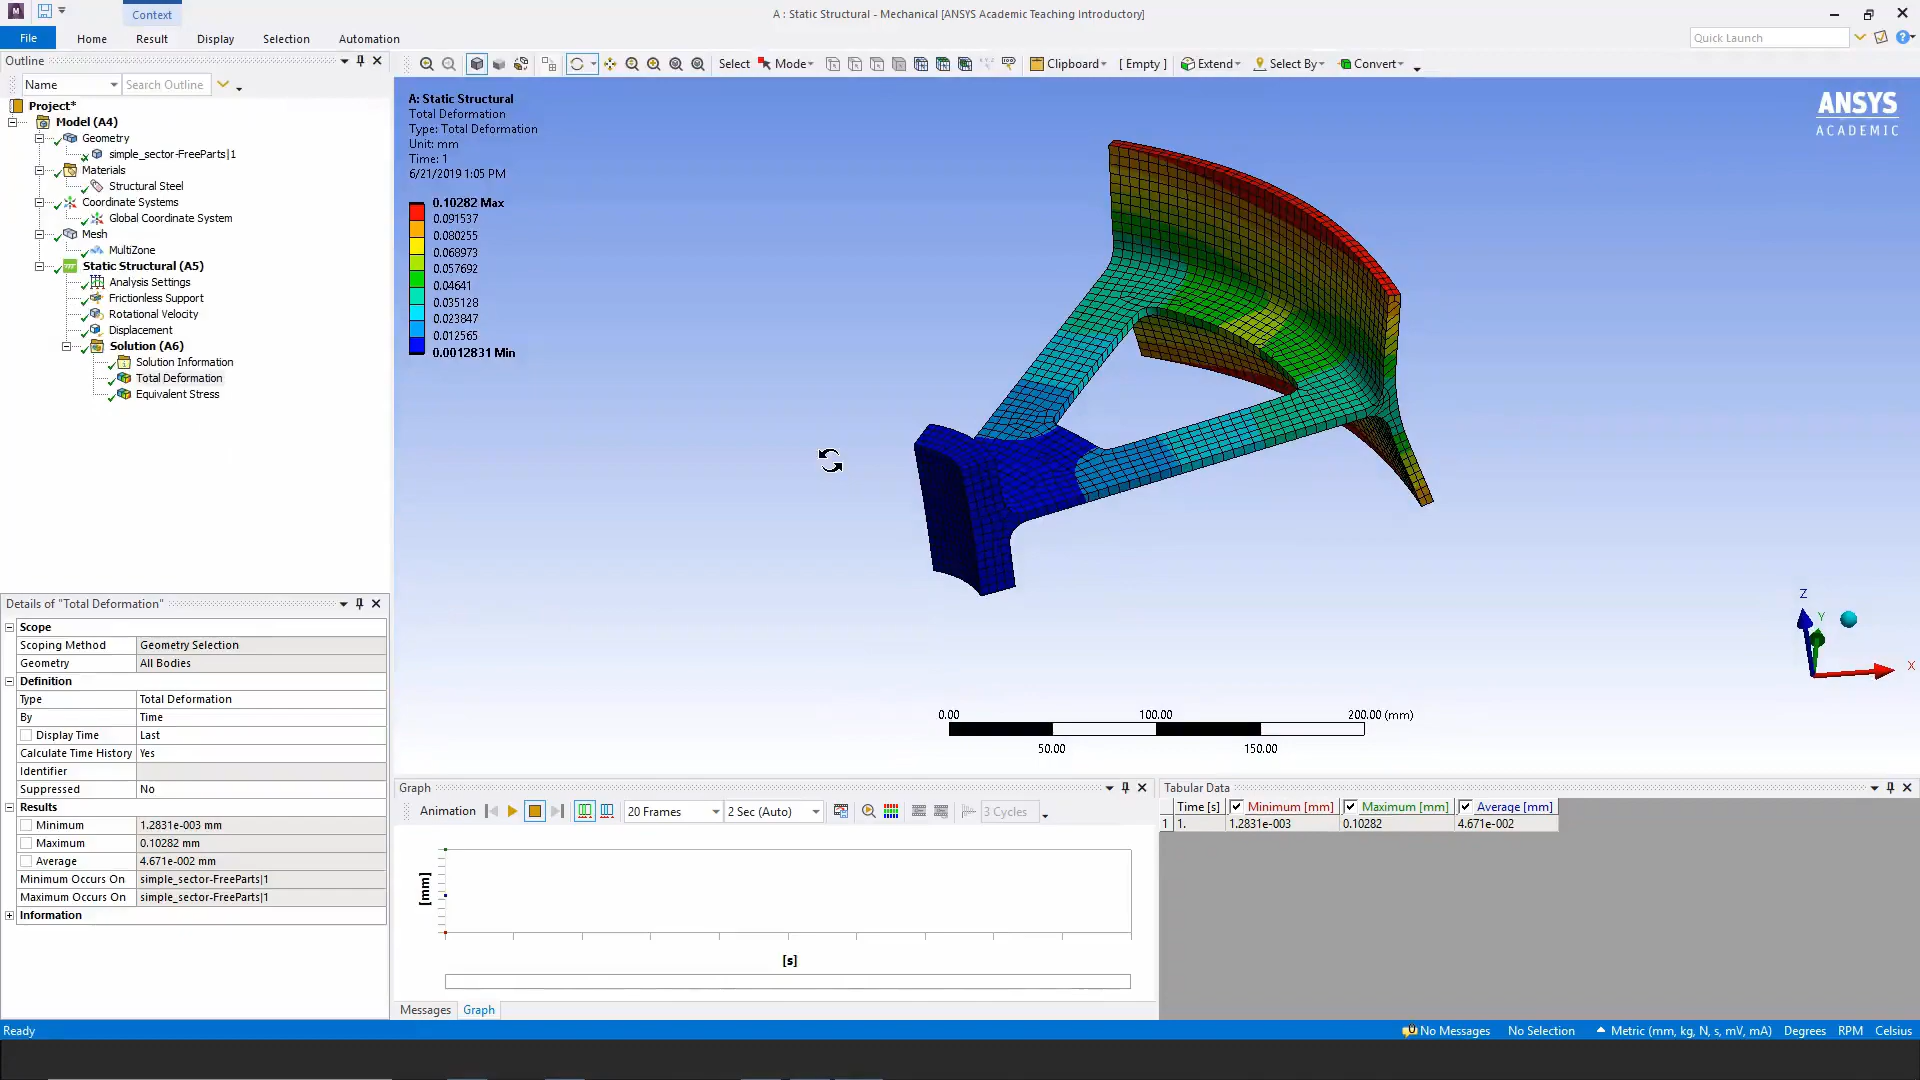 Context
A : Static Structural - Mechanical [ANSYS Academic Teaching Introductory]
File Home Result Display Selection Automation
Quick Launch
Outline
Name Search Outline
Select Mode Clipboard [ Empty ] Extend Select By Convert
Project*
Model (A4)
Geometry
simple_sector-FreeParts|1
Materials
Structural Steel
Coordinate Systems
Global Coordinate System
Mesh
MultiZone
Static Structural (A5)
Analysis Settings
Frictionless Support
Rotational Velocity
Displacement
Solution (A6)
Solution Information
Total Deformation
Equivalent Stress
A: Static Structural
Total Deformation
Type: Total Deformation
Unit: mm
Time: 1
6/21/2019 1:05 PM
0.10282 Max
0.091537
0.080255
0.068973
0.057692
0.04641
0.035128
0.023847
0.012565
0.0012831 Min
ANSYS
ACADEMIC
Z
Y
X
0.00 100.00 200.00 (mm)
50.00 150.00
Details of "Total Deformation"
Scope
Scoping Method Geometry Selection
Geometry All Bodies
Definition
Type Total Deformation
By Time
Display Time Last
Calculate Time History Yes
Identifier
Suppressed No
Results
Minimum 1.2831e-003 mm
Maximum 0.10282 mm
Average 4.671e-002 mm
Minimum Occurs On simple_sector-FreeParts|1
Maximum Occurs On simple_sector-FreeParts|1
Information
Graph
Animation 20 Frames 2 Sec (Auto) 3 Cycles
[mm]
[s]
Messages Graph
Tabular Data
Time [s] Minimum [mm] Maximum [mm] Average [mm]
1 1. 1.2831e-003 0.10282 4.671e-002
Ready
No Messages No Selection Metric (mm, kg, N, s, mV, mA) Degrees RPM Celsius